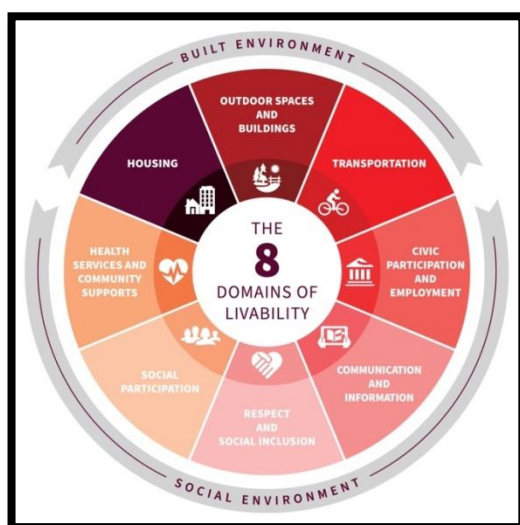 BUILT ENVIRONMENT
OUTDOOR SPACES
AND
BUILDINGS
HOUSING
TRANSPORTATION
THE
8
DOMAINS OF
LIVABILITY
HEALTH
SERVICES AND
COMMUNITY
SUPPORTS
CIVIC
PARTICIPATION
AND
EMPLOYMENT
SOCIAL
PARTICIPATION
COMMUNICATION
AND
INFORMATION
RESPECT
AND
SOCIAL INCLUSION
SOCIAL ENVIRONMENT